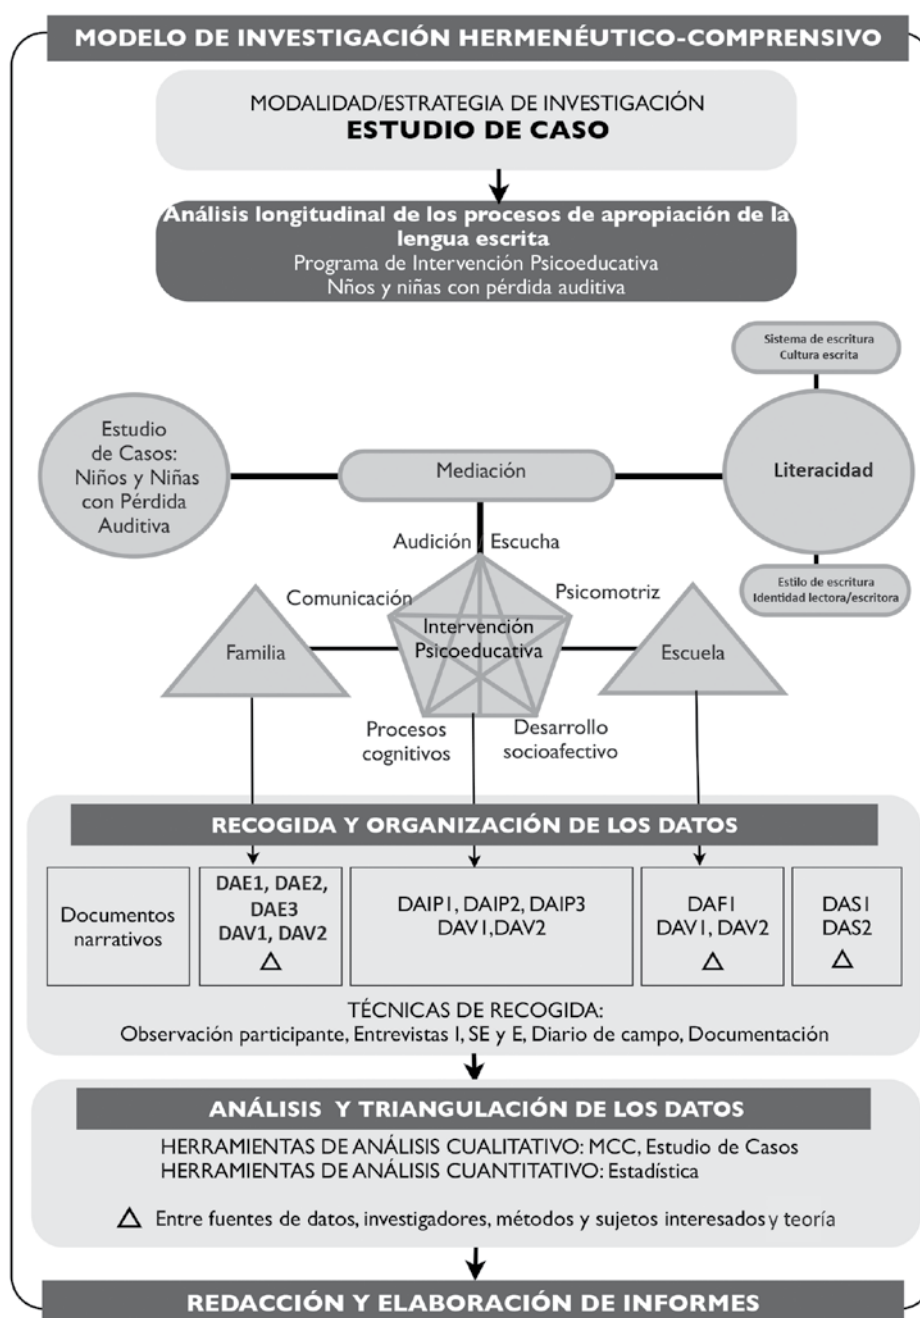 MODELO DE INVESTIGACIÓN HERMENÉUTICO-COMPRENSIVO
MODALIDAD/ESTRATEGIA DE INVESTIGACIÓN
ESTUDIO DE CASO
Análisis longitudinal de los procesos de apropiación de la
lengua escrita
Programa de Intervención Psicoeducativa
Nños y niñas con pérdida auditiva
Sistema de escritura
Cultura escrita
Estudio
de Casos:
Niños y Niñas
con Pérdida
Auditiva
Mediación
Literacidad
Estilo de escritura
Identidad lectora/escritora
Audición / Escucha
Comunicación
Psicomotriz
Familia
Intervención
Psicoeducativa
Escuela
Procesos
cognitivos
Desarrollo
socioafectivo
RECOGIDA Y ORGANIZACIÓN DE LOS DATOS
Documentos
narrativos
DAE1, DAE2,
DAE3
DAV1, DAV2
DAIP1, DAIP2, DAIP3
DAV1,DAV2
DAF1
DAV1, DAV2
DAS1
DAS2
TÉCNICAS DE RECOGIDA:
Observación participante, Entrevistas I, SE y E, Diario de campo, Documentación
ANÁLISIS Y TRIANGULACIÓN DE LOS DATOS
HERRAMIENTAS DE ANÁLISIS CUALITATIVO: MCC, Estudio de Casos
HERRAMIENTAS DE ANÁLISIS CUANTITATIVO: Estadística
Entre fuentes de datos, investigadores, métodos y sujetos interesados y teoría
REDACCIÓN Y ELABORACIÓN DE INFORMES